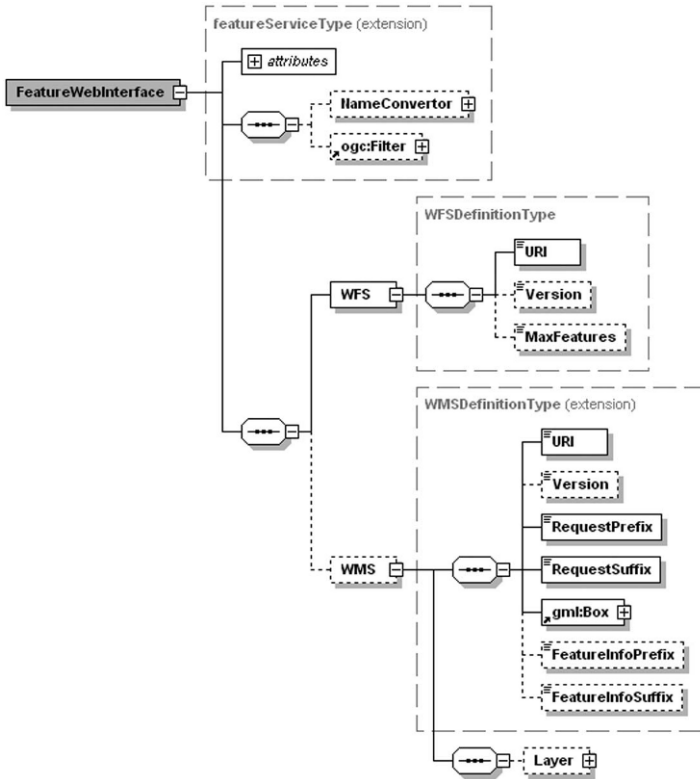 featureServiceType (extension)
attributes
FeatureWebInterface
NameConvertor
ogc:Filter
WFSDefinitionType
URI
WFS
Version
MaxFeatures
WMSDefinitionType (extension)
URI
Version
RequestPrefix
WMS
RequestSuffix
gml:Box
FeatureInfoPrefix
FeatureInfoSuffix
Layer